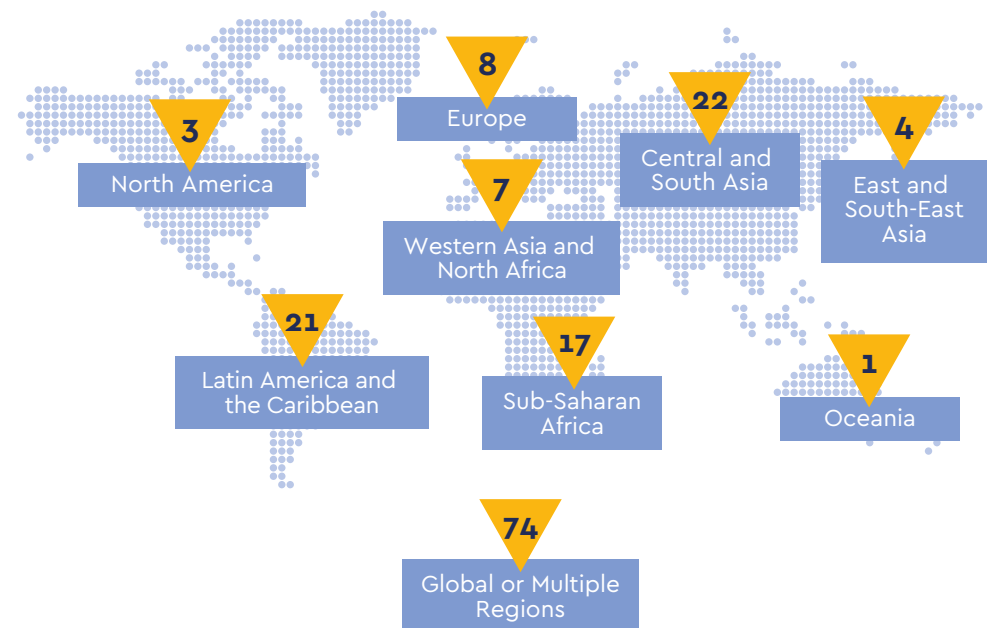 8
Europe
22
Central and
South Asia
4
East and
South-East
Asia
3
North America
7
Western Asia and
North Africa
21
Latin America and
the Caribbean
17
Sub-Saharan
Africa
1
Oceania
74
Global or Multiple
Regions